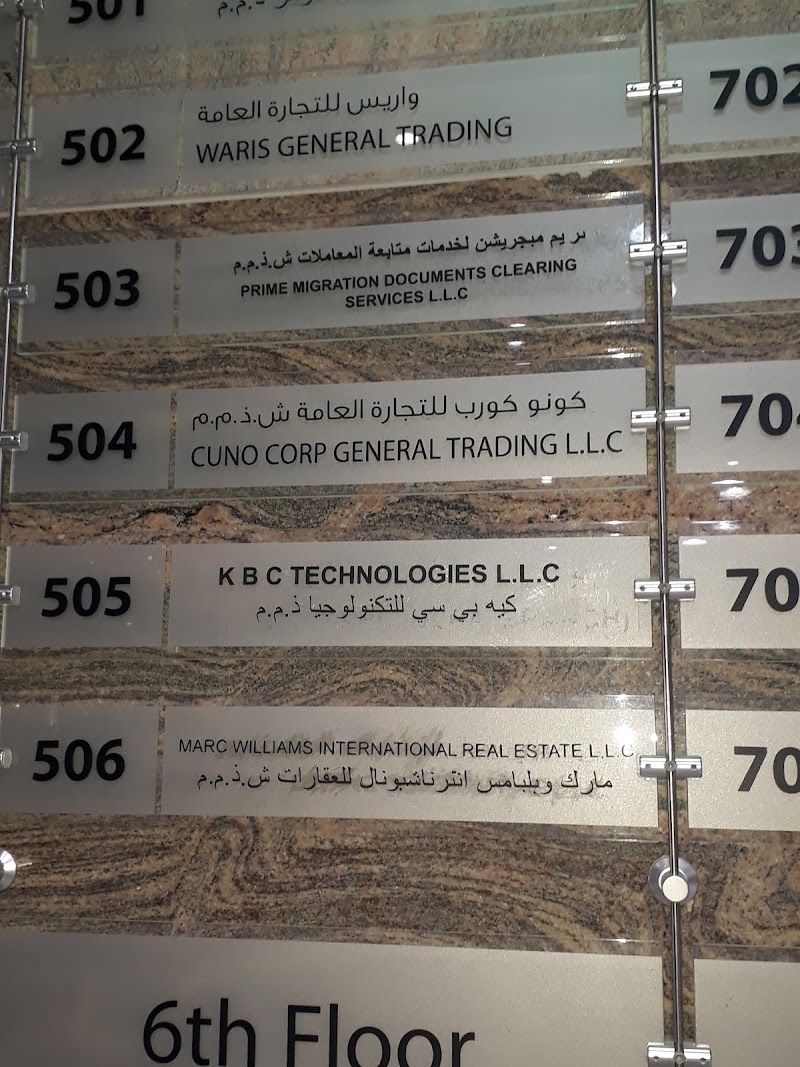 501
502
واريس للتجارة العامة
WARIS GENERAL TRADING
503
بريم ميجريشن لخدمات متابعة المعاملات ش.ذ.م.م
PRIME MIGRATION DOCUMENTS CLEARING
SERVICES L.L.C
504
كونو كورب للتجارة العامة ش.ذ.م.م
CUNO CORP GENERAL TRADING L.L.C
505
K B C TECHNOLOGIES L.L.C
كيه بي سي للتكنولوجيا ذ.م.م
506
MARC WILLIAMS INTERNATIONAL REAL ESTATE L.L.C
مارك ويليامس انترناشيونال للعقارات ش.ذ.م.م
6th Floor
702
703
704
70
70